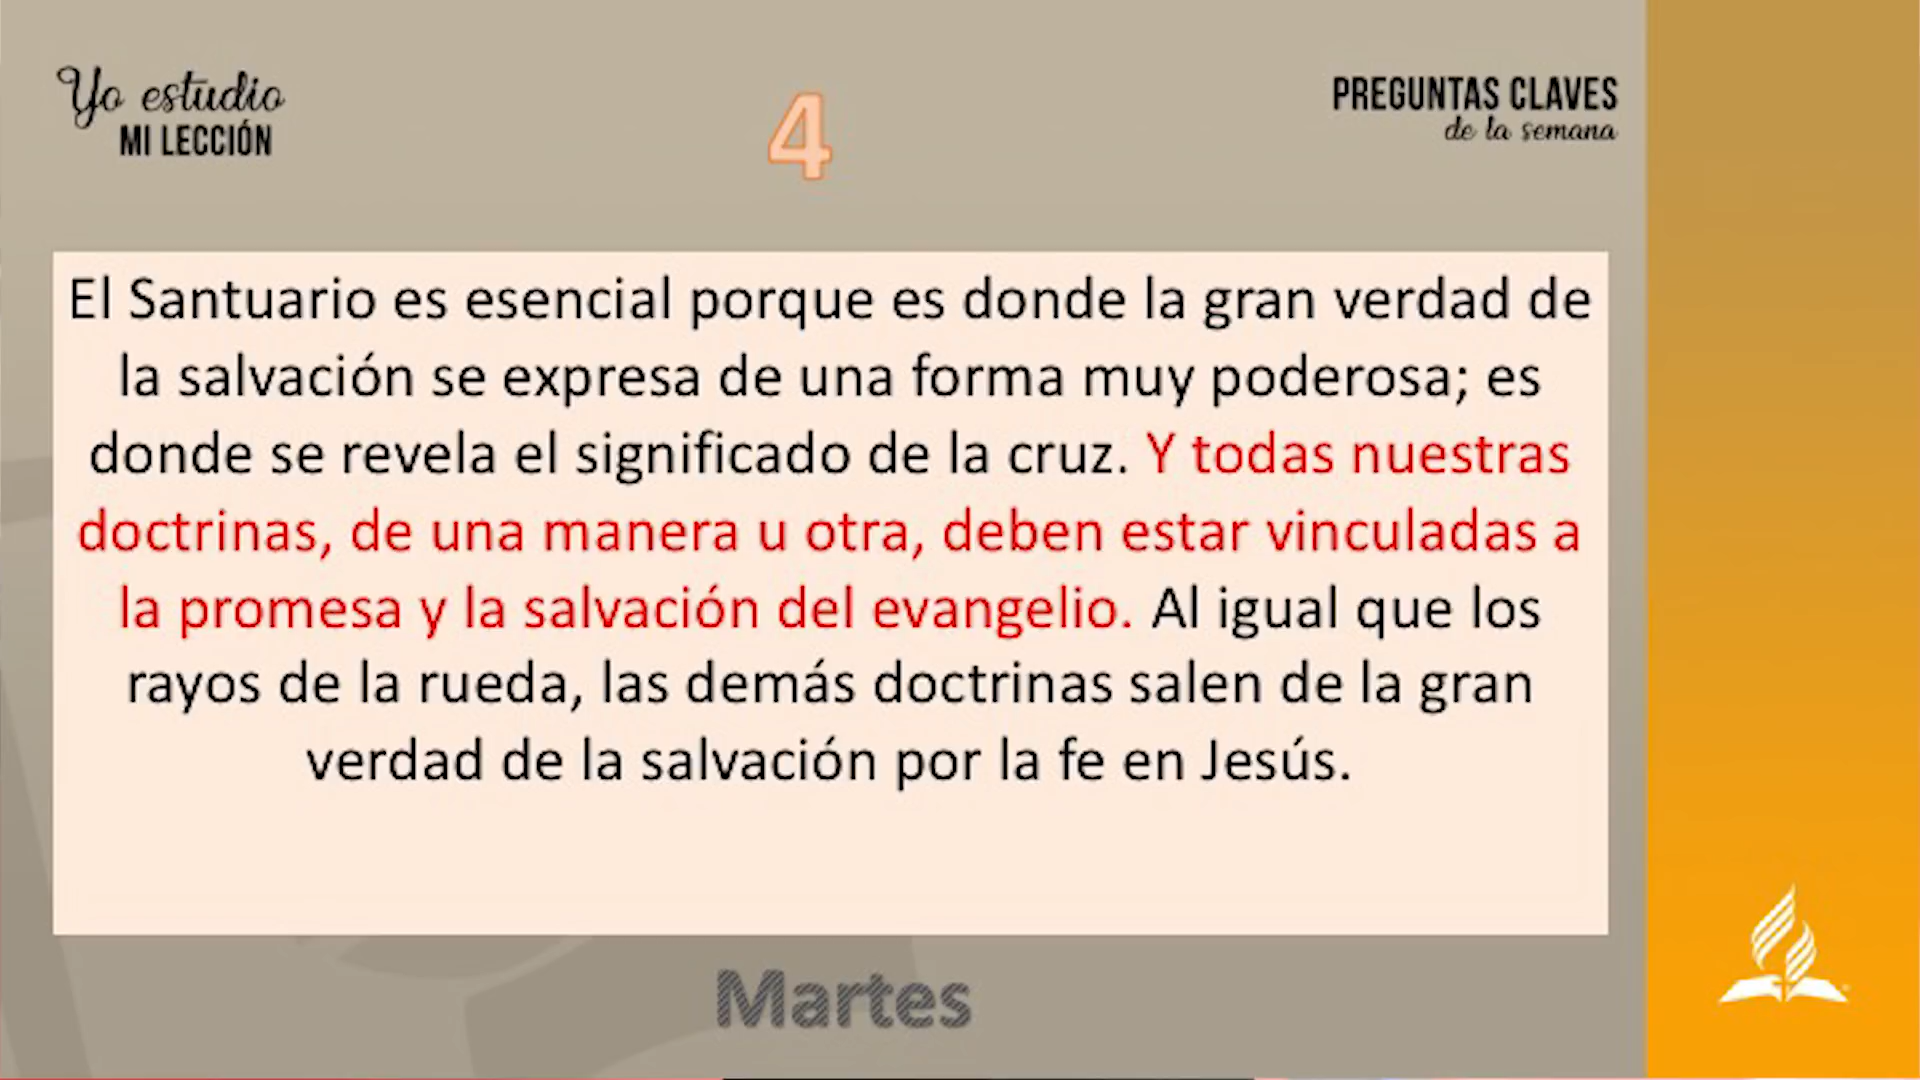 Yo estudio
MI LECCIÓN
4
PREGUNTAS CLAVES
de la semana
El Santuario es esencial porque es donde la gran verdad de
la salvación se expresa de una forma muy poderosa; es
donde se revela el significado de la cruz. Y todas nuestras
doctrinas, de una manera u otra, deben estar vinculadas a
la promesa y la salvación del evangelio. Al igual que los
rayos de la rueda, las demás doctrinas salen de la gran
verdad de la salvación por la fe en Jesús.
Martes